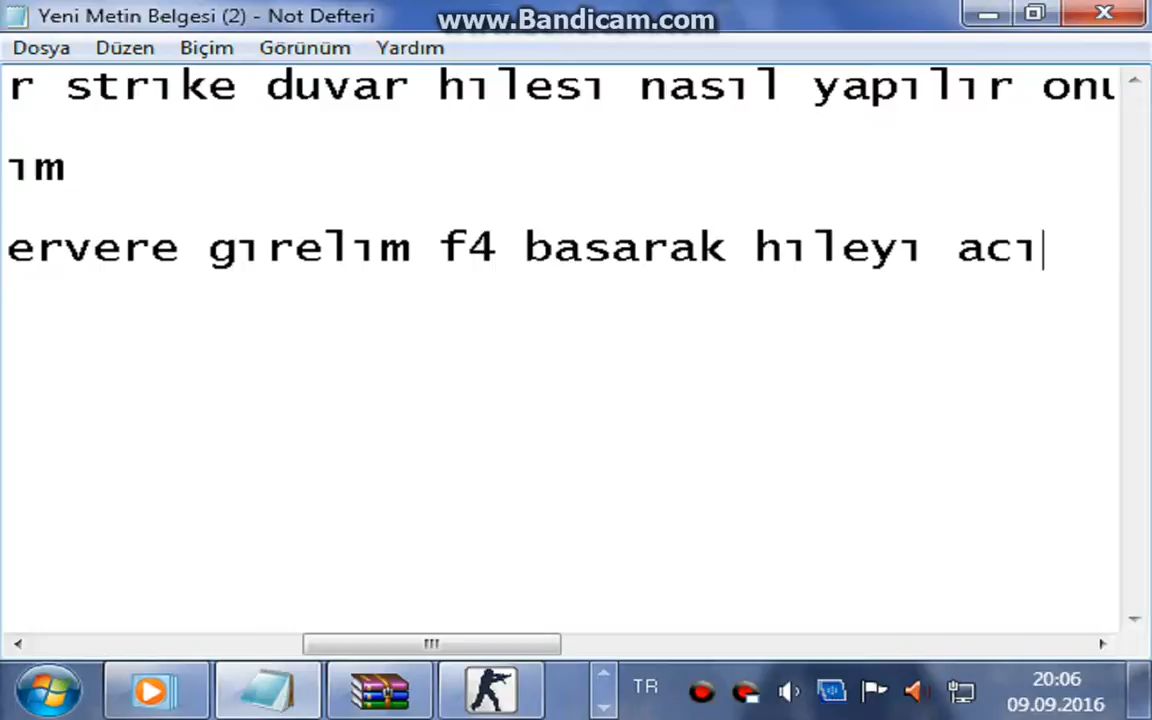 Yeni Metin Belgesi (2) - Not Defteri
www.Bandicam.com
Dosya Düzen Biçim Görünüm Yardım
r strıke duvar hılesı nasıl yapılır onu
ım
ervere gırelım f4 basarak hıleyı acı
TR
20:06
09.09.2016